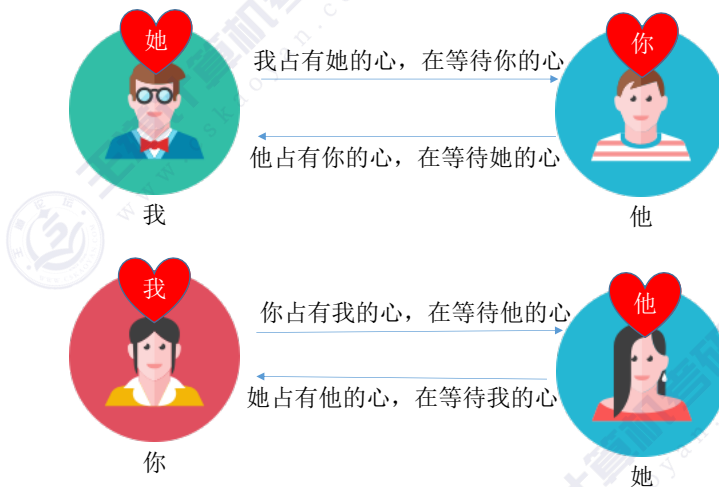 她
你
我占有她的心，在等待你的心
他占有你的心，在等待她的心
我
他
我
他
你占有我的心，在等待他的心
她占有他的心，在等待我的心
你
她